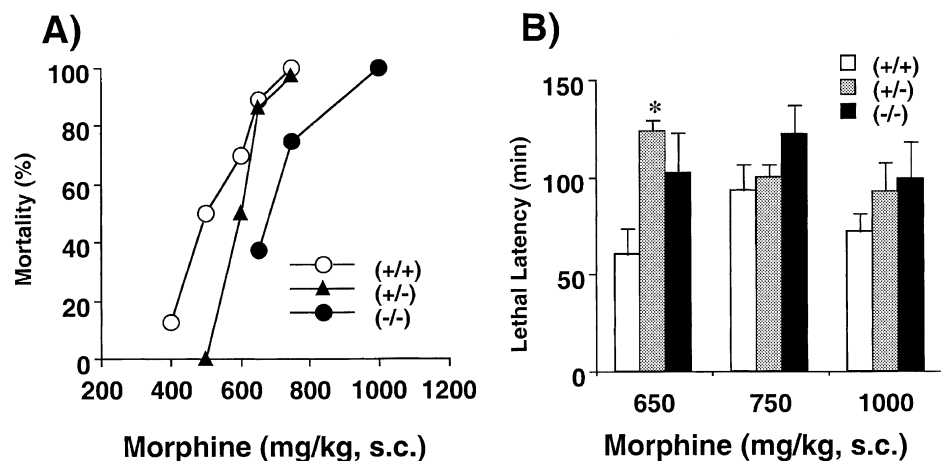 A)
Mortality (%)
100
80
60
40
20
0
200 400 600 800 1000 1200
(+/+)
(+/-)
(-/-)
Morphine (mg/kg, s.c.)
B)
Lethal Latency (min)
150
100
50
0
*
(+/+)
(+/-)
(-/-)
650 750 1000
Morphine (mg/kg, s.c.)